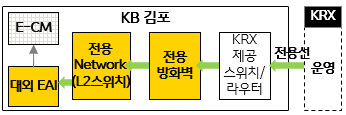 KB 김포
KRX
E-CM
대외 EAI
전용
Network
(L2스위치)
전용
방화벽
KRX
제공
스위치/
라우터
전용선
운영